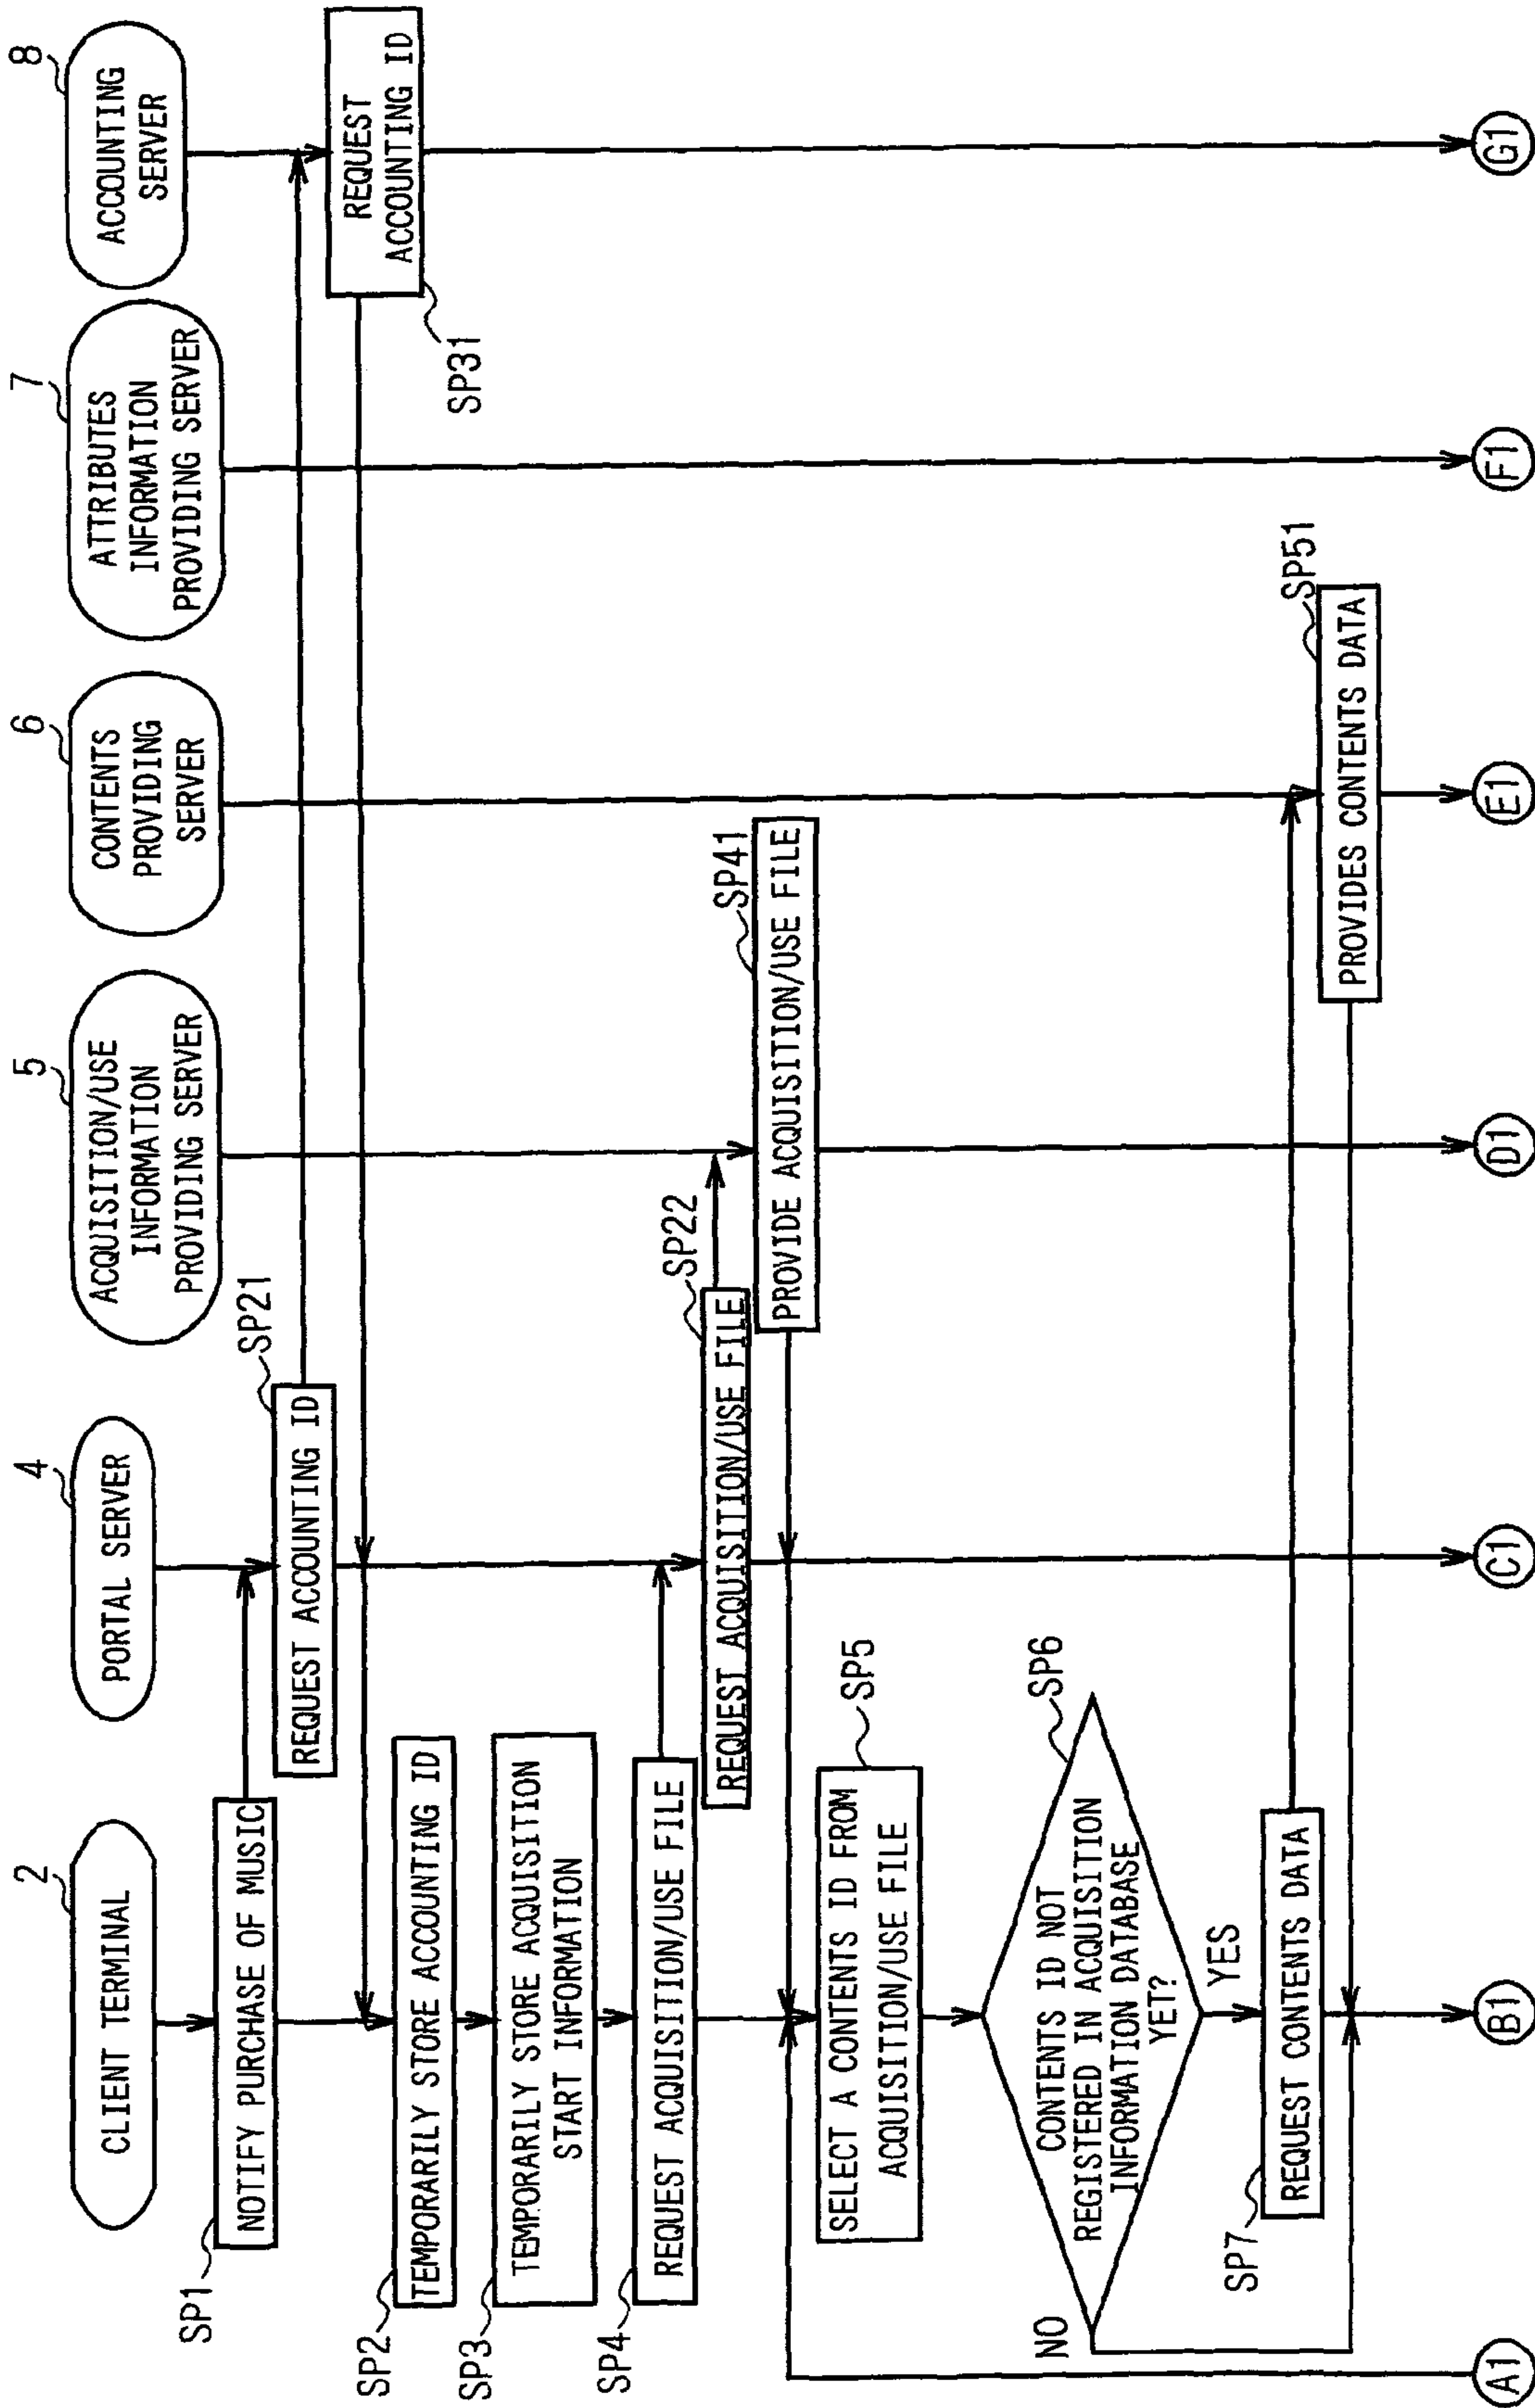 2
CLIENT TERMINAL
4
PORTAL SERVER
5
ACQUISITION/USE
INFORMATION
PROVIDING SERVER
6
CONTENTS
PROVIDING
SERVER
7
ATTRIBUTES
INFORMATION
PROVIDING SERVER
8
ACCOUNTING
SERVER
SP1
NOTIFY PURCHASE OF MUSIC
SP21
REQUEST ACCOUNTING ID
REQUEST
ACCOUNTING ID
SP31
SP2
TEMPORARILY STORE ACCOUNTING ID
SP3
TEMPORARILY STORE ACQUISITION
START INFORMATION
SP4
REQUEST ACQUISITION/USE FILE
SP22
REQUEST ACQUISITION/USE FILE
SP41
PROVIDE ACQUISITION/USE FILE
SP5
SELECT A CONTENTS ID FROM
ACQUISITION/USE FILE
SP6
CONTENTS ID NOT
REGISTERED IN ACQUISITION
INFORMATION DATABASE
YET?
NO
YES
SP7
REQUEST CONTENTS DATA
SP51
PROVIDES CONTENTS DATA
A1
B1
C1
D1
E1
F1
G1